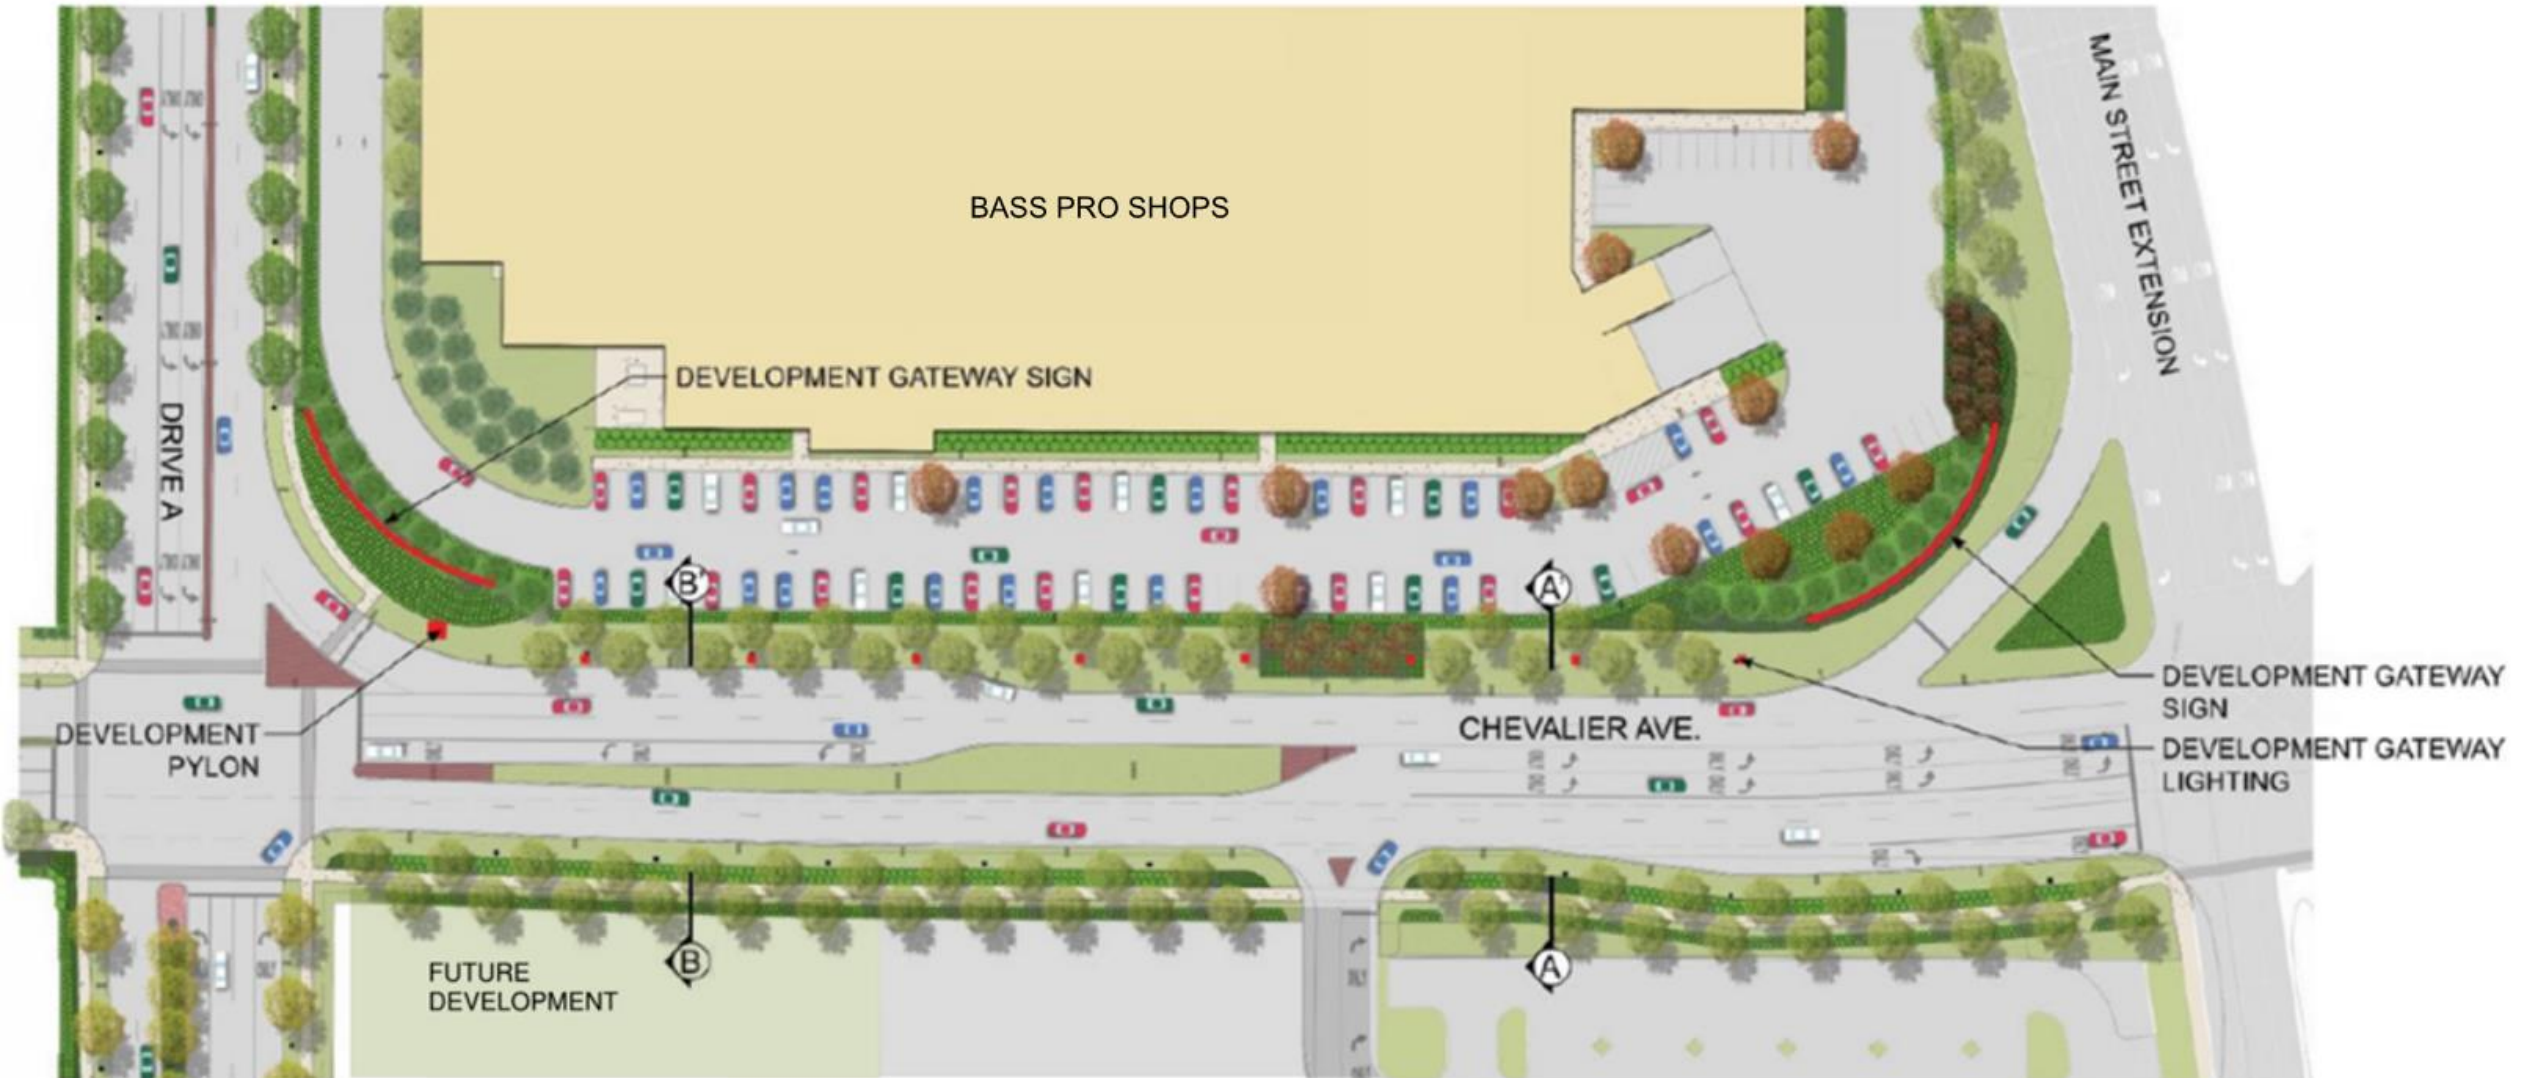 MAIN STREET EXTENSION
BASS PRO SHOPS
DEVELOPMENT GATEWAY SIGN
DRIVE A
B'
A'
DEVELOPMENT GATEWAY
SIGN
DEVELOPMENT
PYLON
CHEVALIER AVE.
DEVELOPMENT GATEWAY
LIGHTING
FUTURE
DEVELOPMENT
B
A